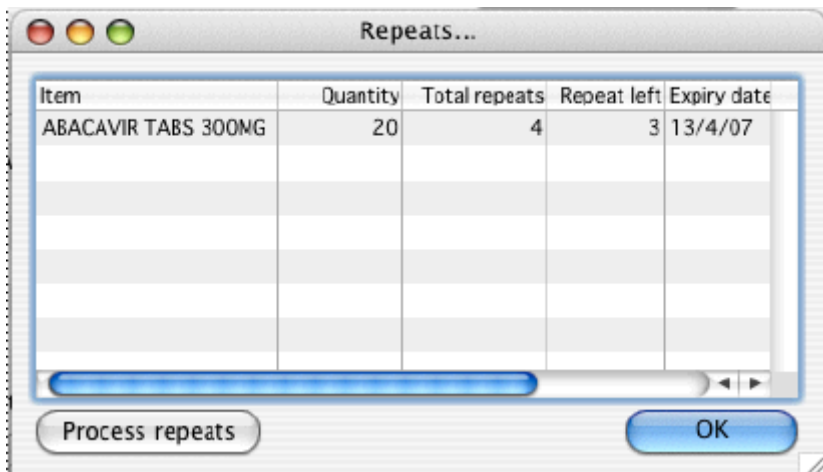 Repeats...
Item Quantity Total repeats Repeat left Expiry date
ABACAVIR TABS 300MG 20 4 3 13/4/07
Process repeats OK